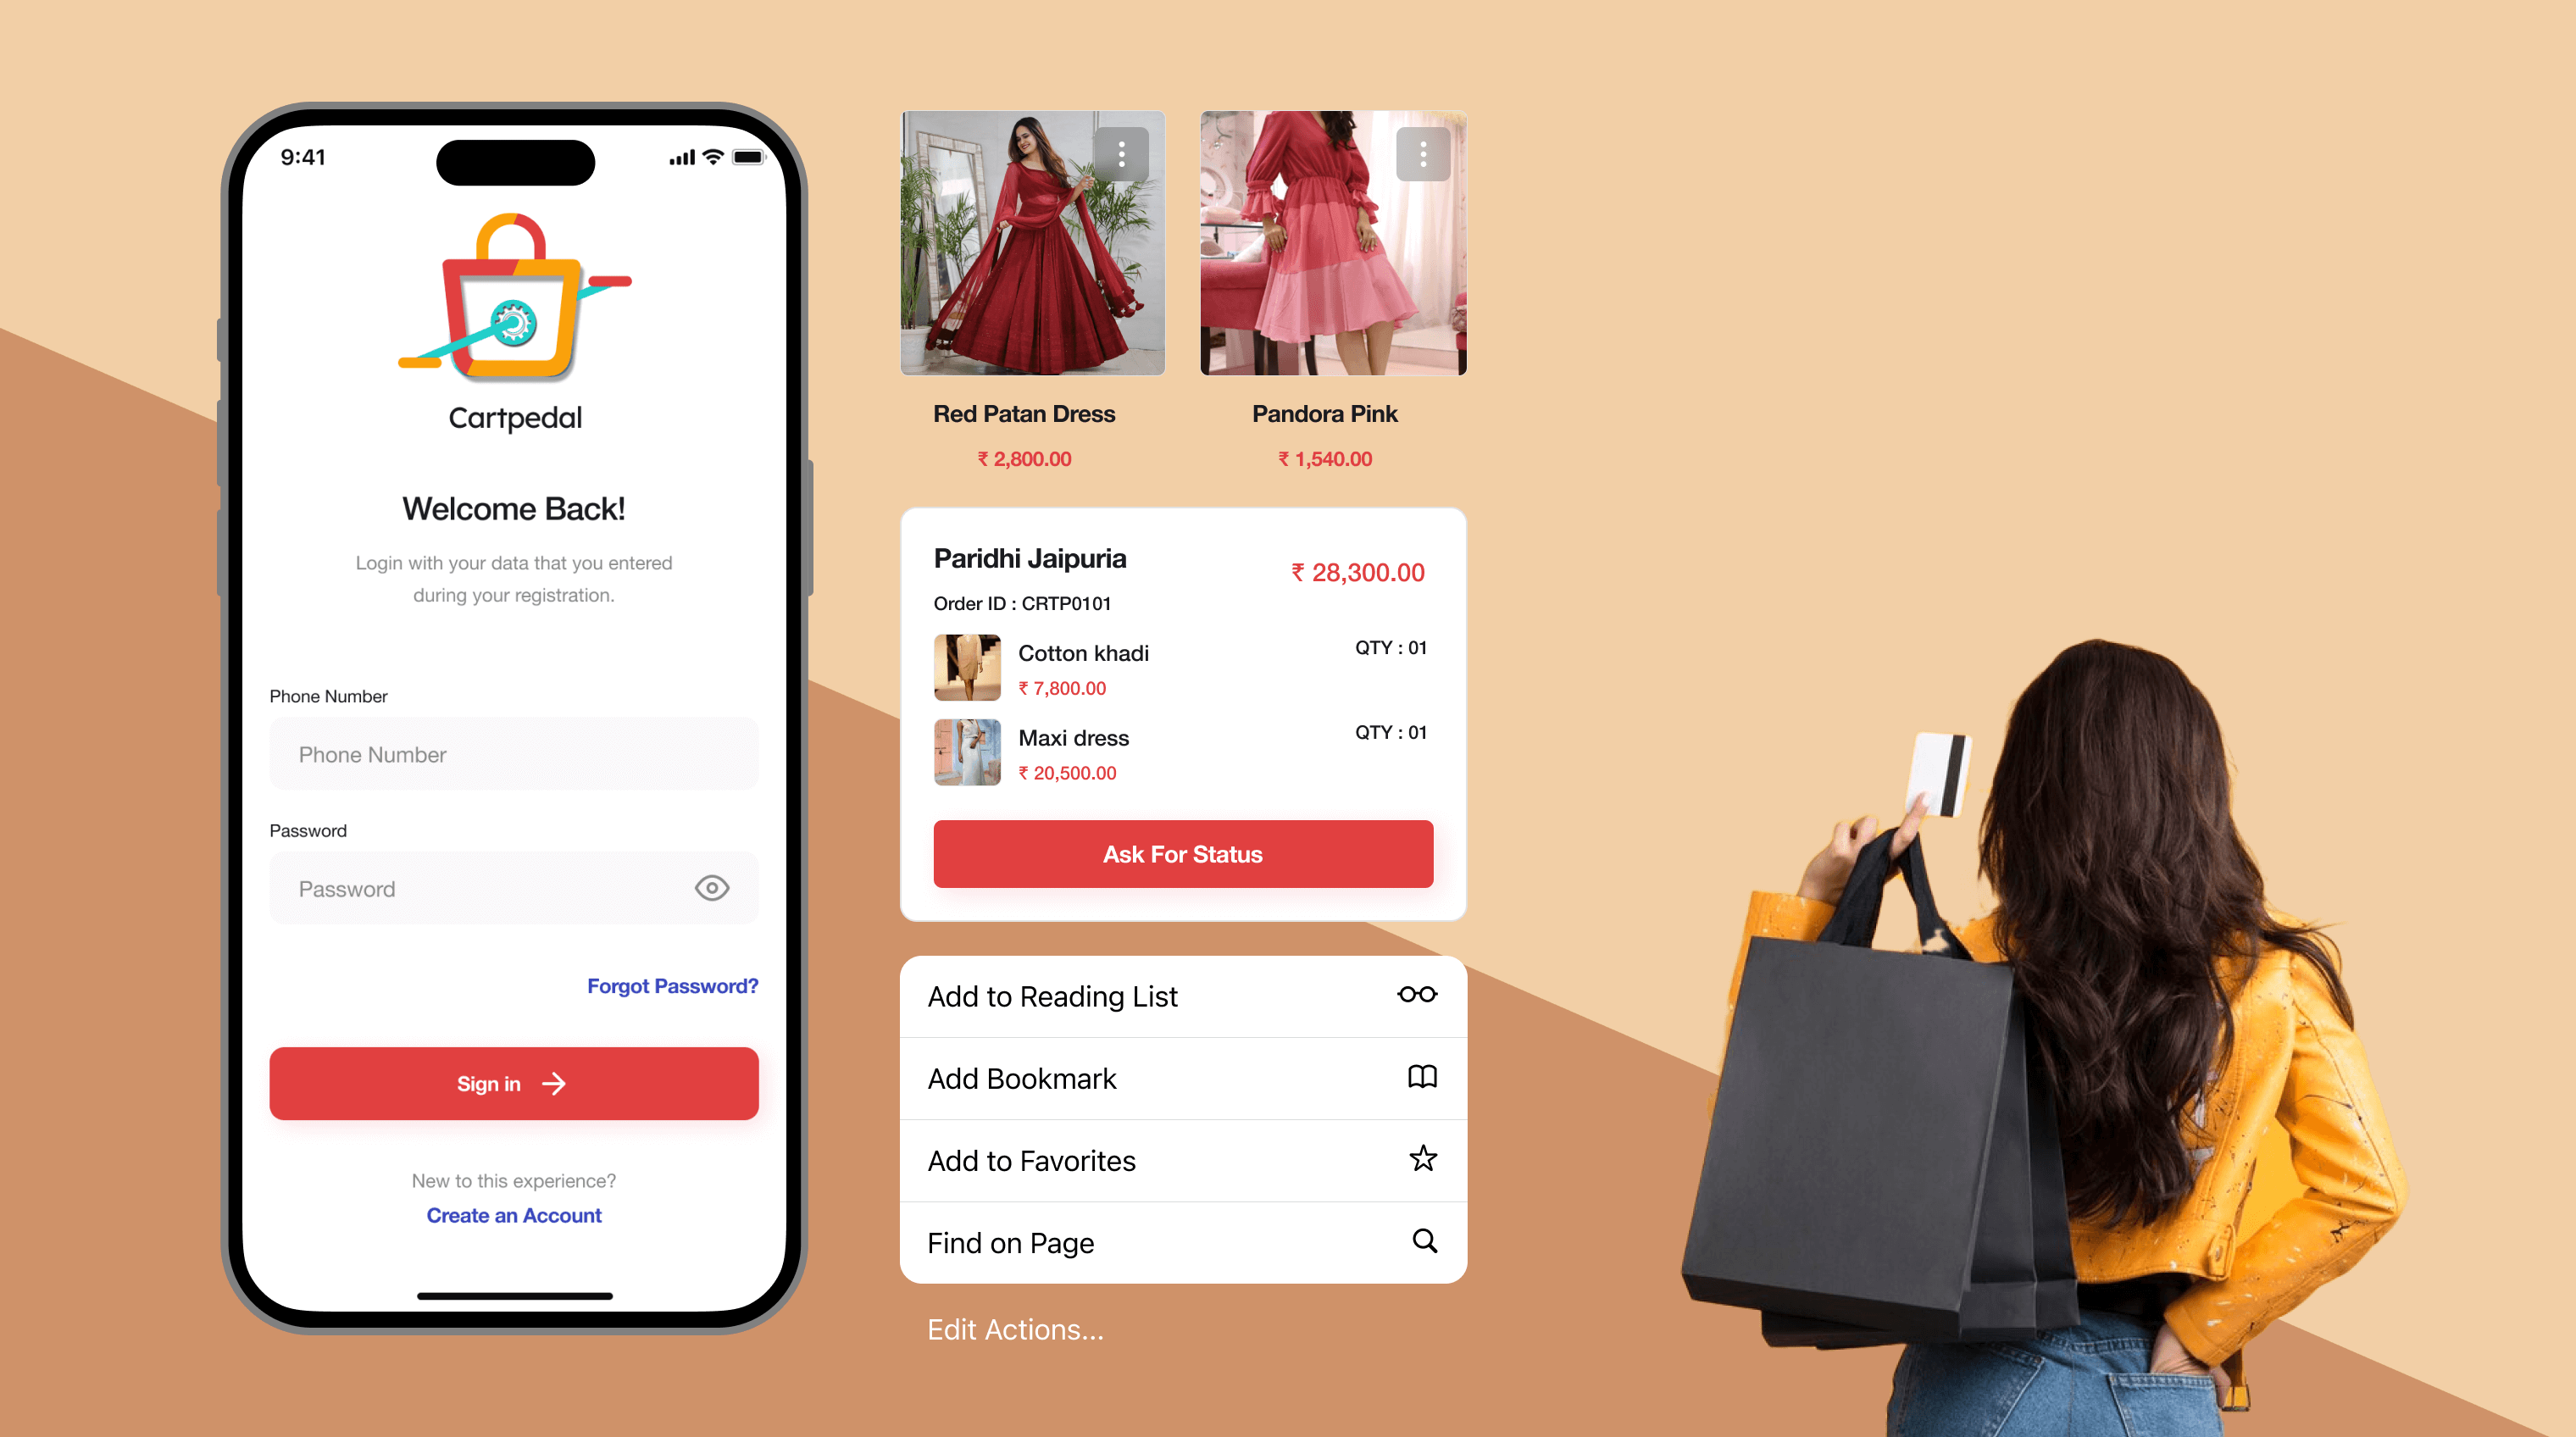 9:41
Cartpedal
Welcome Back!
Login with your data that you entered
during your registration.
Phone Number
Phone Number
Password
Password
Forgot Password?
Sign in
New to this experience?
Create an Account
Red Patan Dress
₹ 2,800.00
Pandora Pink
₹ 1,540.00
Paridhi Jaipuria
₹ 28,300.00
Order ID : CRTP0101
Cotton khadi
QTY : 01
₹ 7,800.00
Maxi dress
QTY : 01
₹ 20,500.00
Ask For Status
Add to Reading List
Add Bookmark
Add to Favorites
Find on Page
Edit Actions...